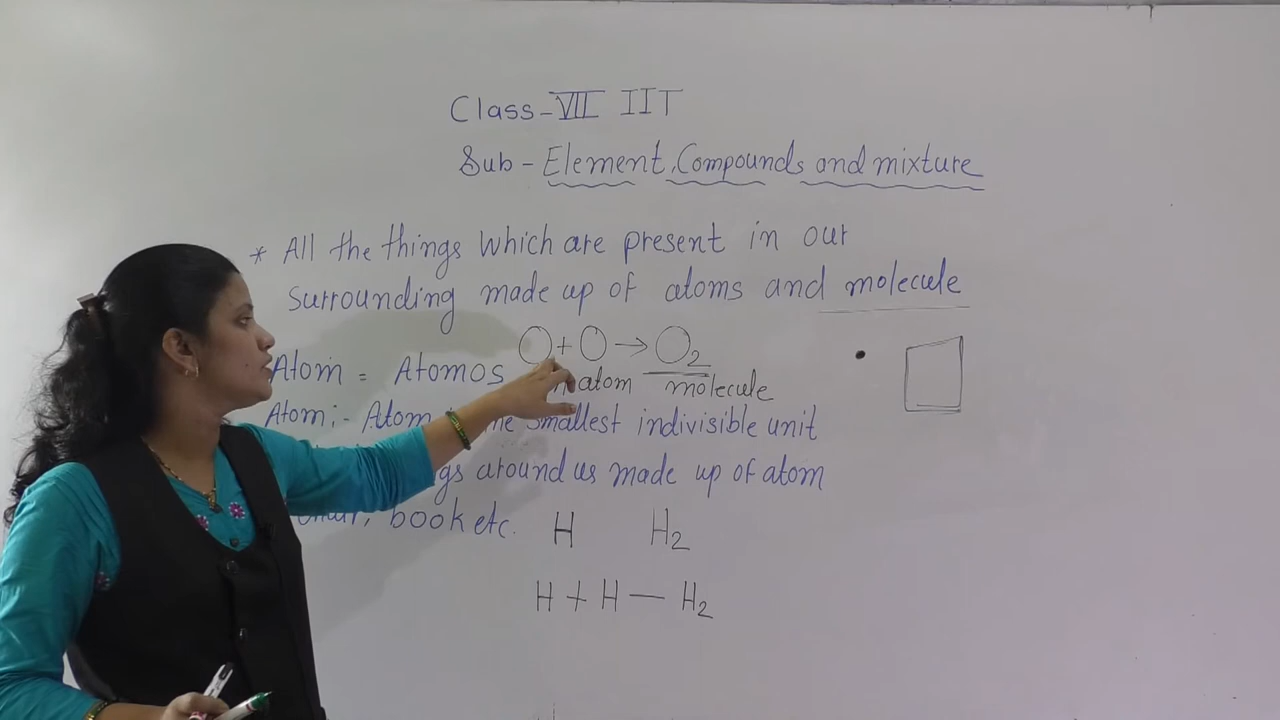 Class-VII IIT
Sub - Element, Compounds and mixture
* All the things which are present in our
surrounding made up of atoms and molecule
O + O → O2
Atom = Atomos
atom molecule
Atom :- Atom the smallest indivisible unit
around us made up of atom
book etc. H H2
H + H — H2